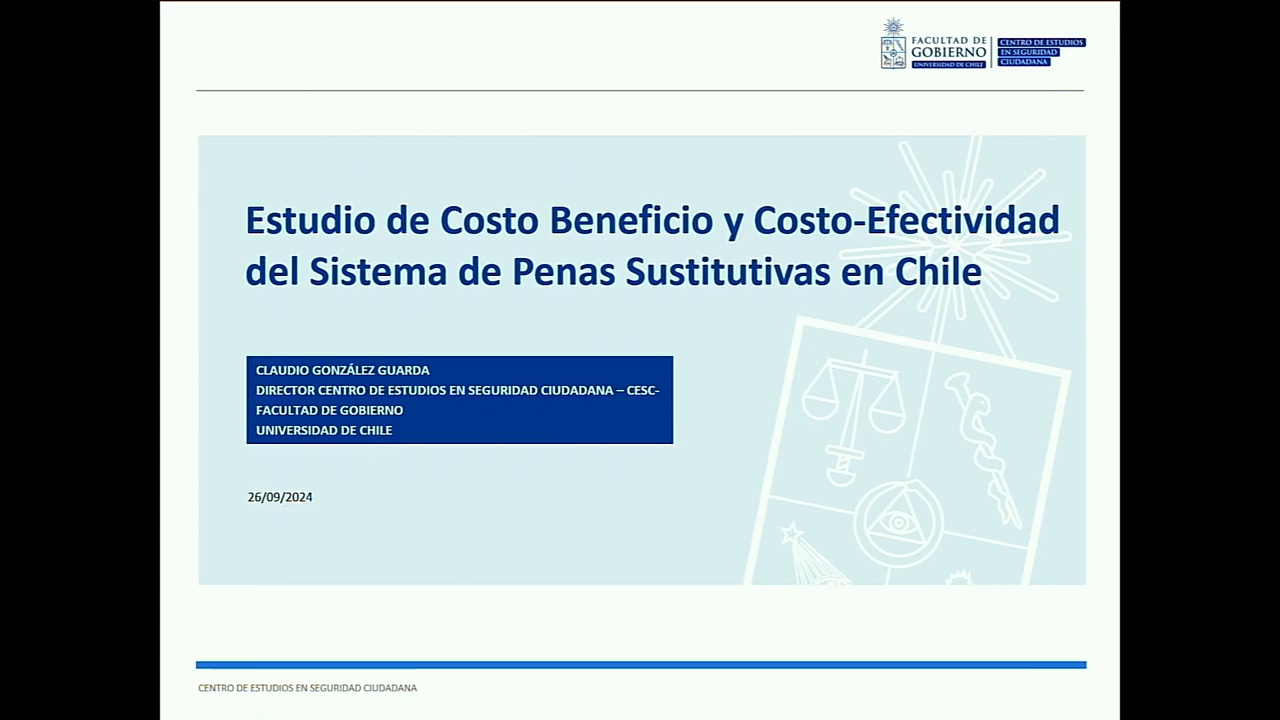 FACULTAD DE
GOBIERNO
UNIVERSIDAD DE CHILE
CENTRO DE ESTUDIOS
EN SEGURIDAD
CIUDADANA
Estudio de Costo Beneficio y Costo-Efectividad
del Sistema de Penas Sustitutivas en Chile
CLAUDIO GONZÁLEZ GUARDA
DIRECTOR CENTRO DE ESTUDIOS EN SEGURIDAD CIUDADANA – CESC-
FACULTAD DE GOBIERNO
UNIVERSIDAD DE CHILE
26/09/2024
CENTRO DE ESTUDIOS EN SEGURIDAD CIUDADANA